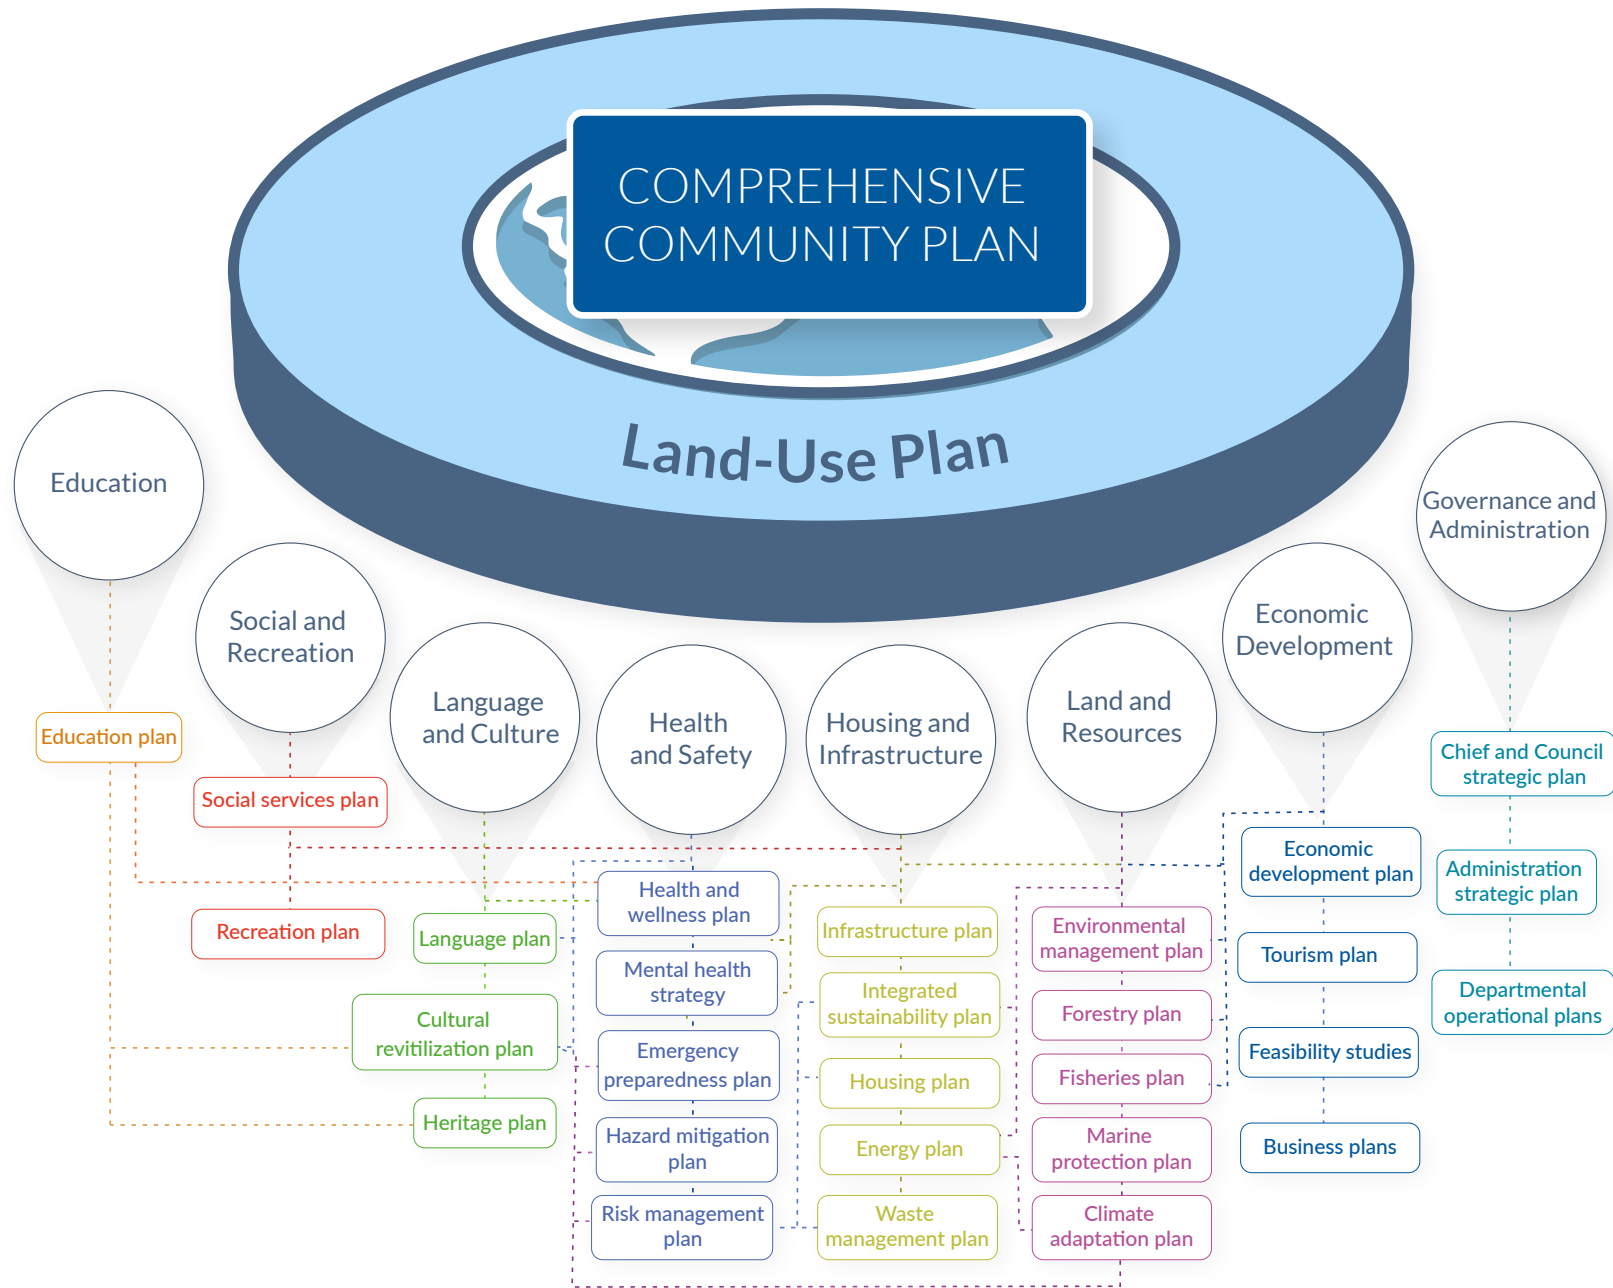 COMPREHENSIVE
COMMUNITY PLAN
Land-Use Plan
Education
Education plan
Social and
Recreation
Social services plan
Recreation plan
Language
and Culture
Language plan
Cultural
revitilization plan
Heritage plan
Health
and Safety
Health and
wellness plan
Mental health
strategy
Emergency
preparedness plan
Hazard mitigation
plan
Risk management
plan
Housing and
Infrastructure
Infrastructure plan
Integrated
sustainability plan
Housing plan
Energy plan
Waste
management plan
Land and
Resources
Environmental
management plan
Forestry plan
Fisheries plan
Marine
protection plan
Climate
adaptation plan
Economic
Development
Economic
development plan
Tourism plan
Feasibility studies
Business plans
Governance and
Administration
Chief and Council
strategic plan
Administration
strategic plan
Departmental
operational plans